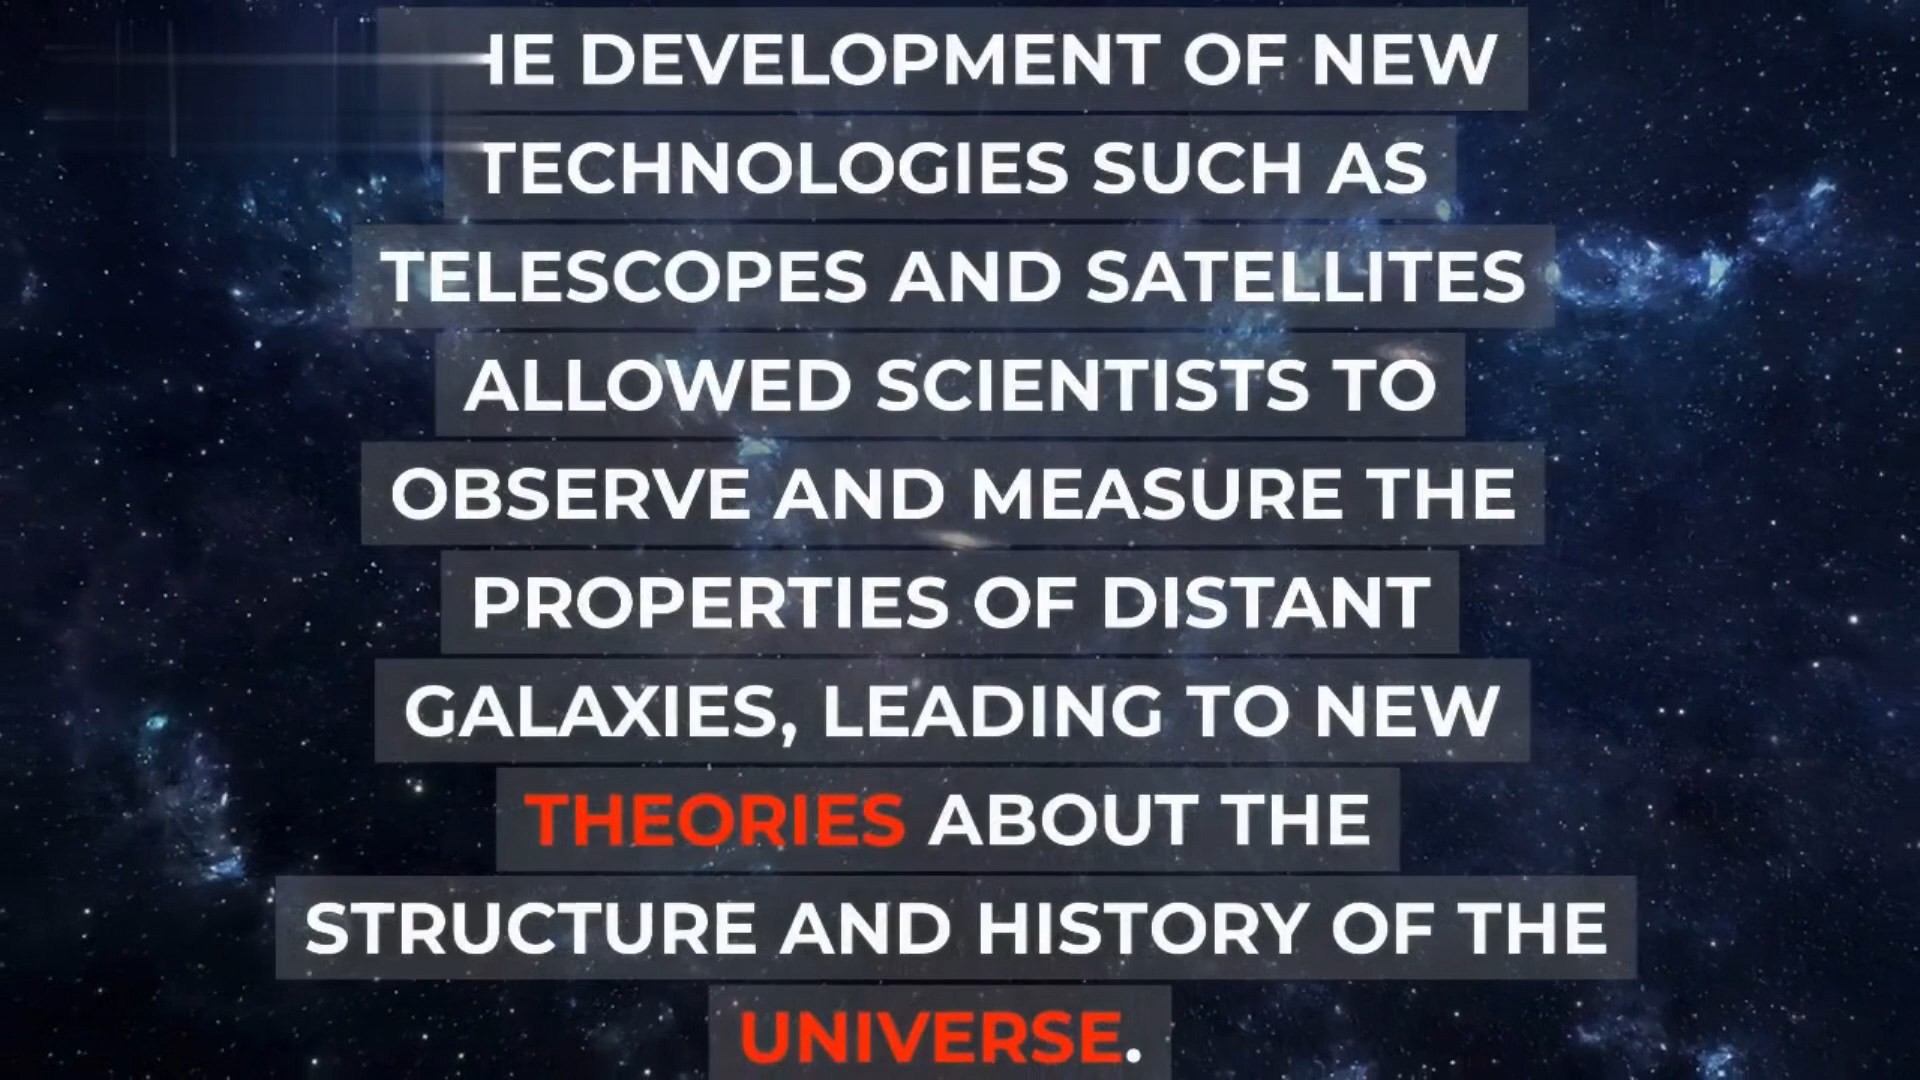 DEVELOPMENT OF NEW
TECHNOLOGIES SUCH AS
TELESCOPES AND SATELLITES
ALLOWED SCIENTISTS TO
OBSERVE AND MEASURE THE
PROPERTIES OF DISTANT
GALAXIES, LEADING TO NEW
THEORIES ABOUT THE
STRUCTURE AND HISTORY OF THE
UNIVERSE.